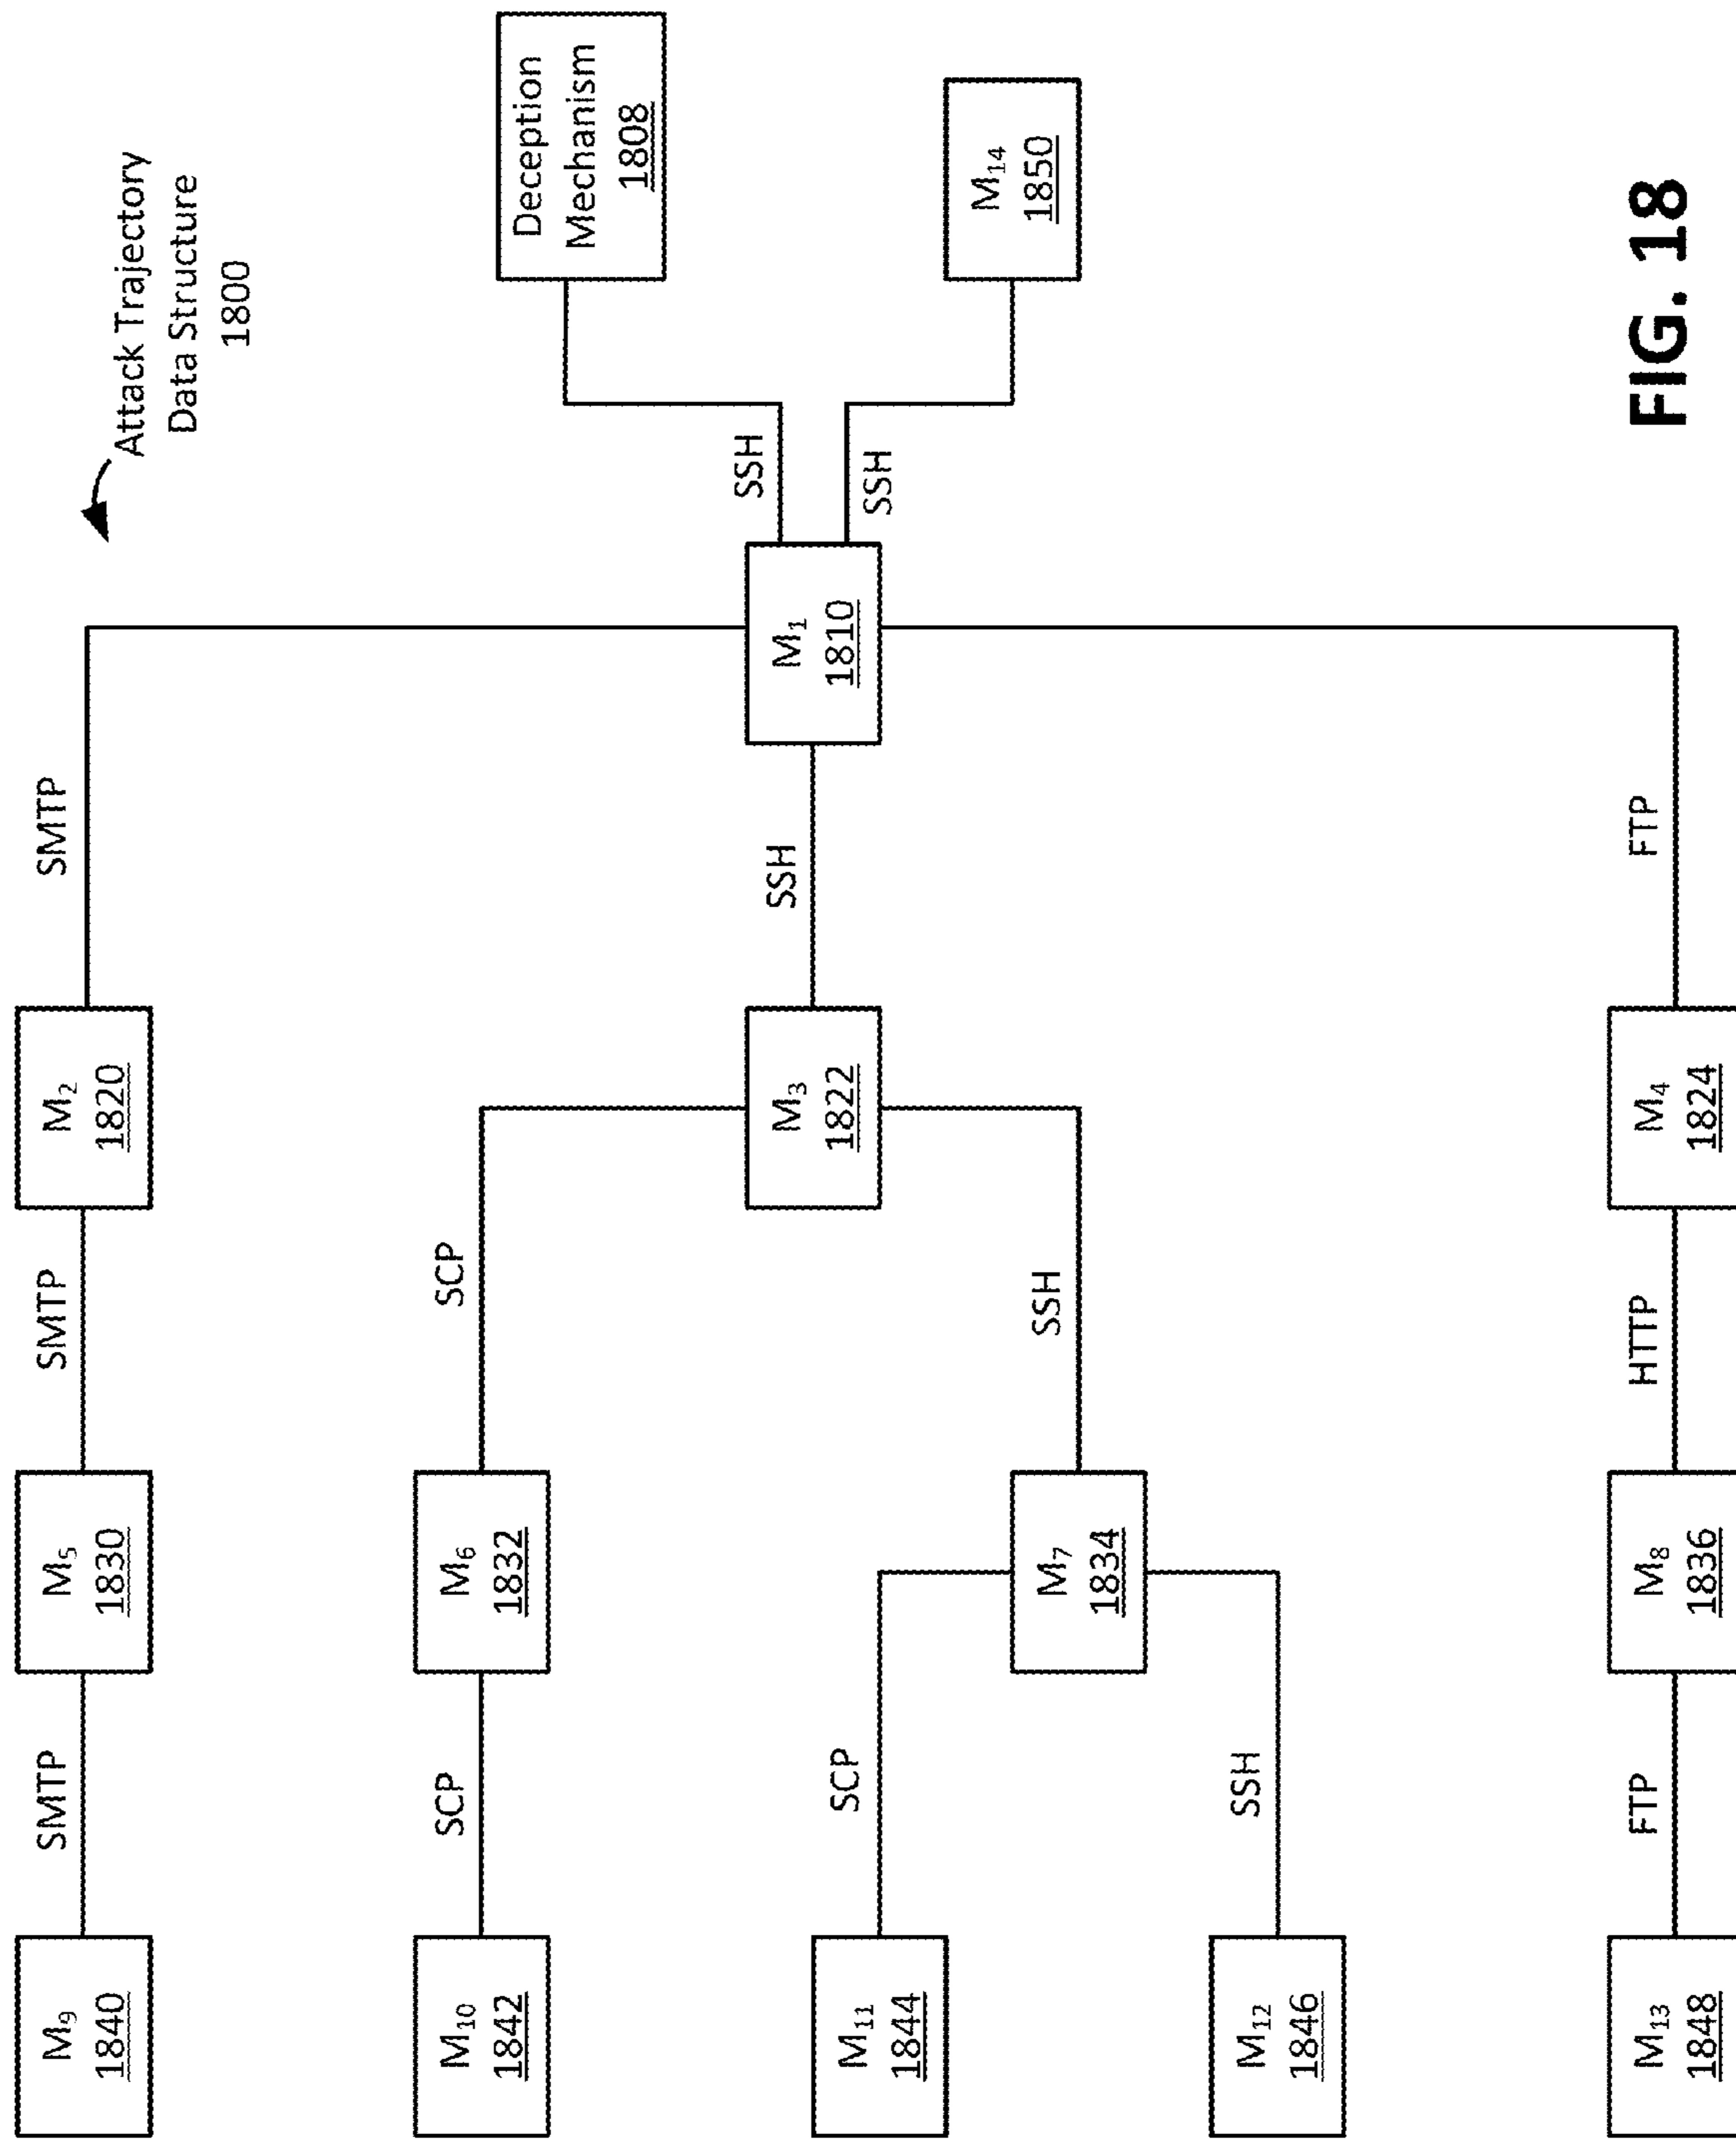 Attack Trajectory
Data Structure
1800
M₉
1840
SMTP
M₅
1830
SMTP
M₂
1820
SMTP
M₁₀
1842
SCP
M₆
1832
SCP
Deception
Mechanism
1808
M₁₁
1844
SCP
M₇
1834
SSH
M₃
1822
SSH
M₁
1810
SSH
SSH
M₁₂
1846
SSH
M₁₄
1850
M₁₃
1848
FTP
M₈
1836
HTTP
M₄
1824
FTP
FIG. 18